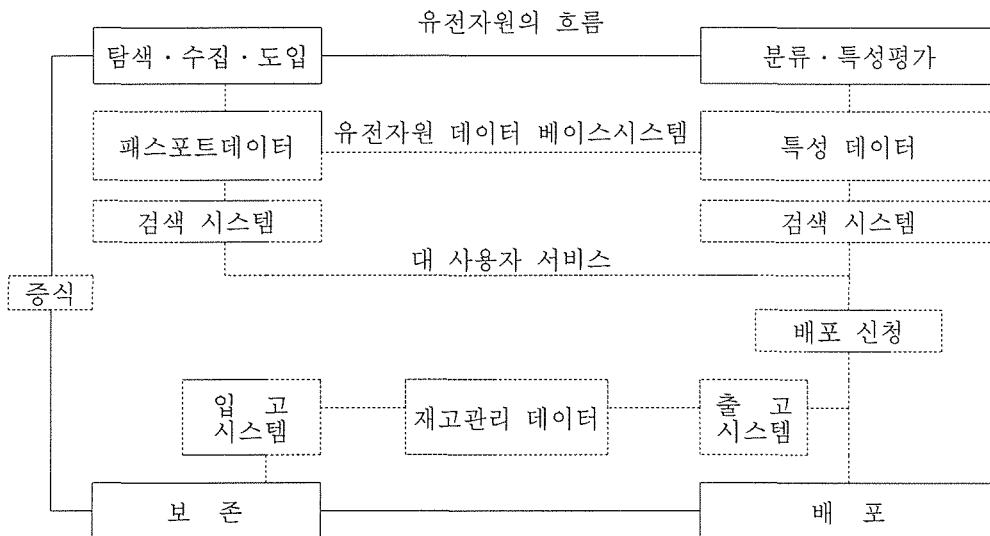 유전자원의 흐름
탐색·수집·도입
분류·특성평가
패스포트데이터
유전자원 데이터 베이스시스템
특성 데이터
검색 시스템
검색 시스템
대 사용자 서비스
증식
배포 신청
입 고
시스템
재고관리 데이터
출 고
시스템
보 존
배 포